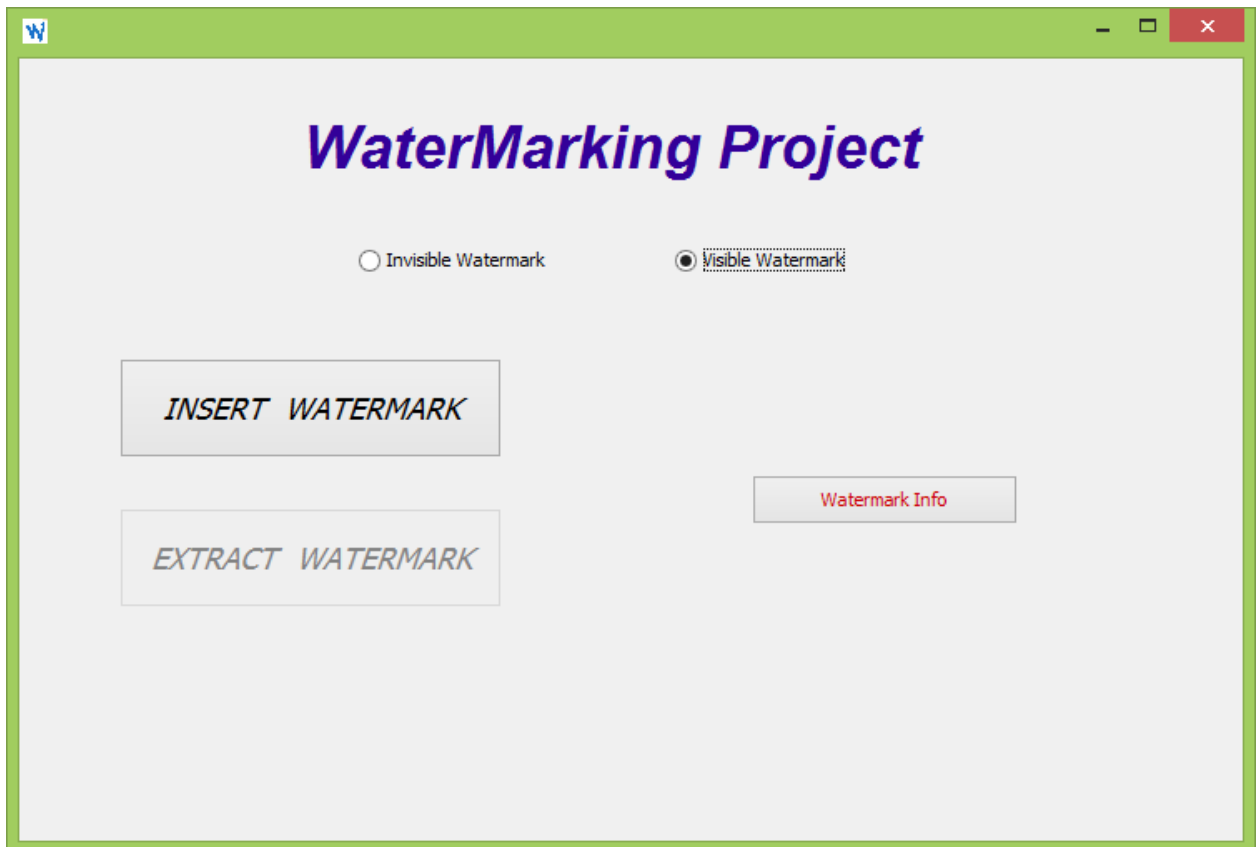 WaterMarking Project
Invisible Watermark
Visible Watermark
INSERT WATERMARK
Watermark Info
EXTRACT WATERMARK